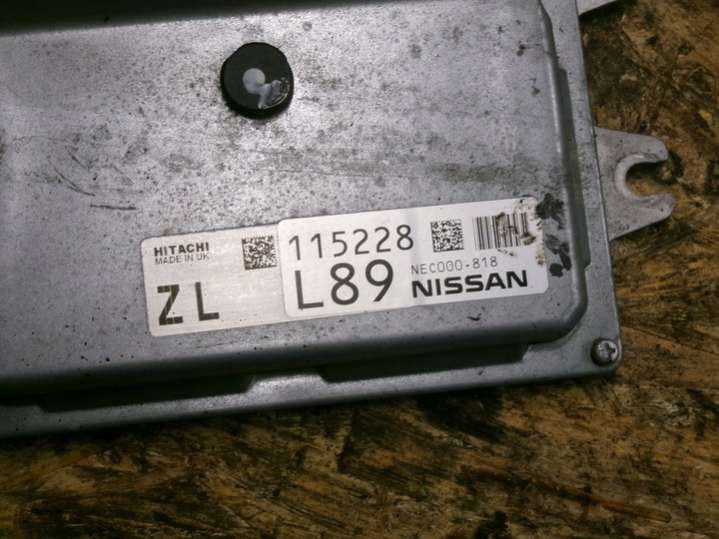 HITACHI
MADE IN UK
ZL
115228
NEC000-818
L89 NISSAN